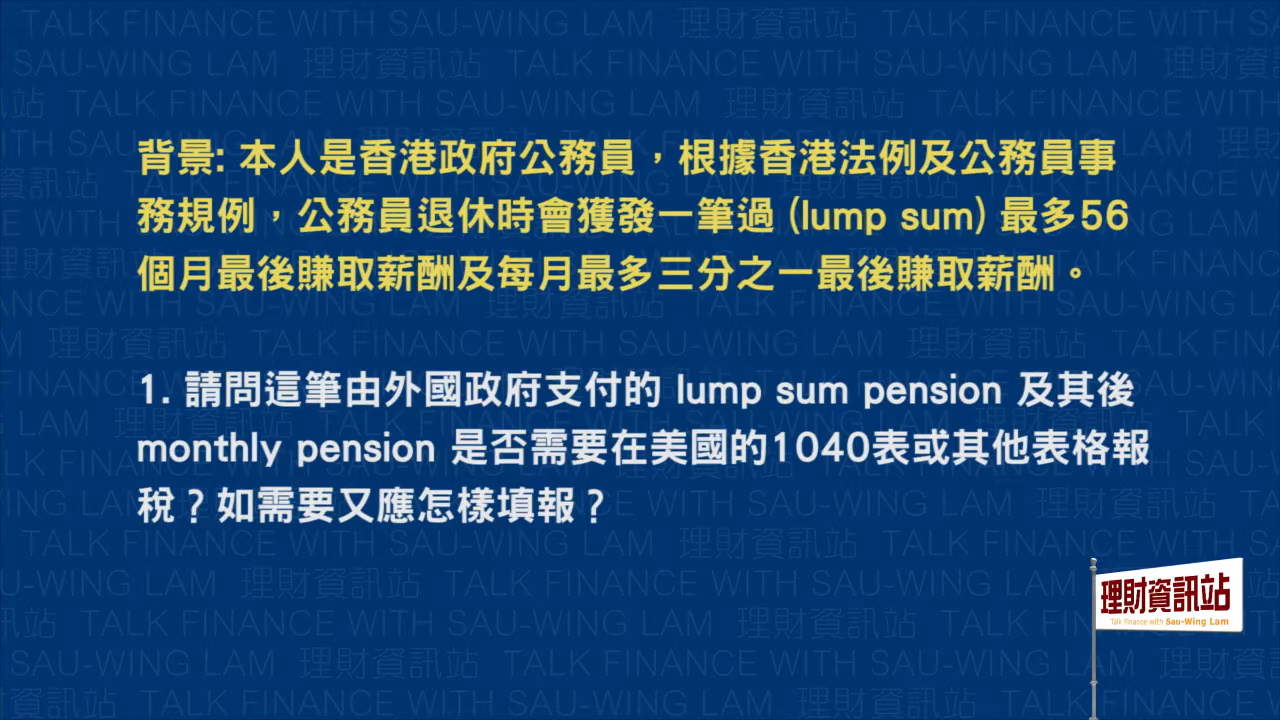 背景: 本人是香港政府公務員，根據香港法例及公務員事
務規例，公務員退休時會獲發一筆過 (lump sum) 最多56
個月最後賺取薪酬及每月最多三分之一最後賺取薪酬。
1. 請問這筆由外國政府支付的 lump sum pension 及其後
monthly pension 是否需要在美國的1040表或其他表格報
稅？如需要又應怎樣填報？
理財資訊站
Talk Finance with Sau-Wing Lam